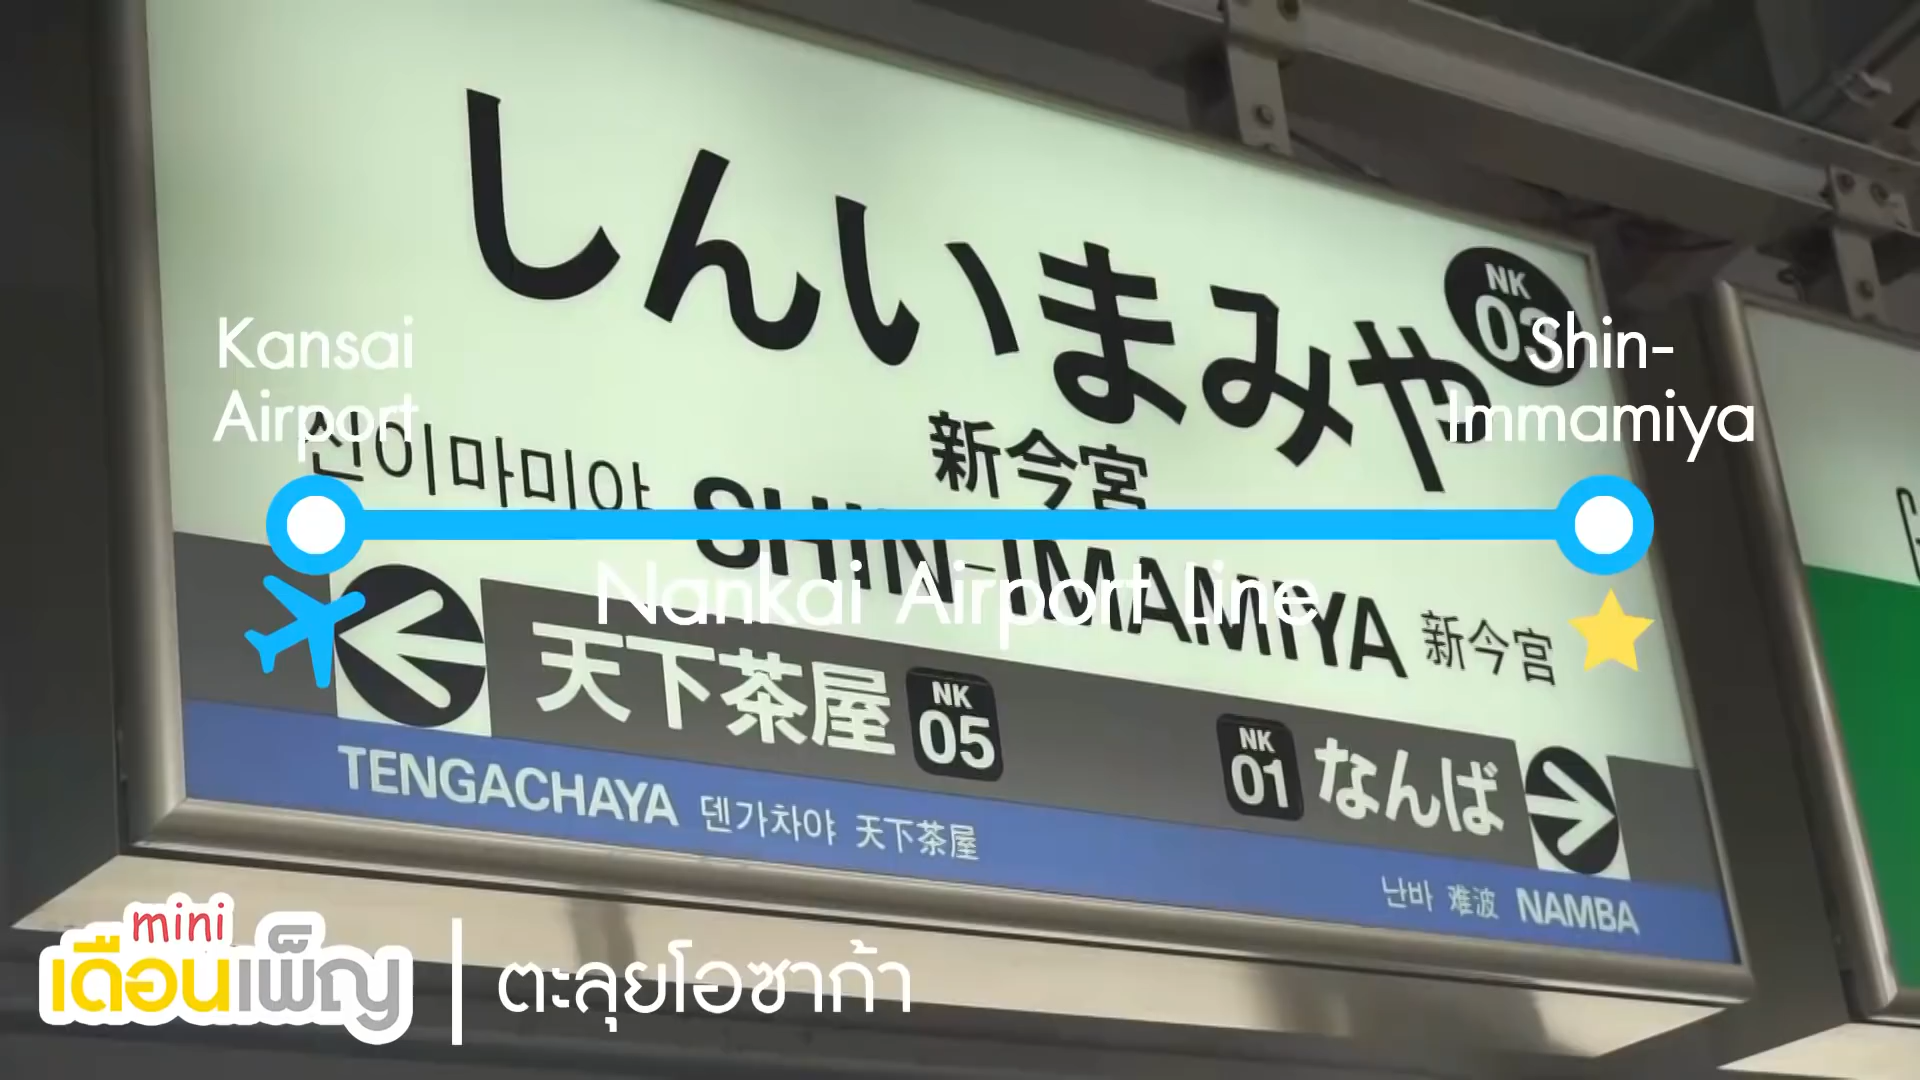 しんいまみや
NK
03
Kansai
Airport
Shin-
Immamiya
신이마미야
新今宮
SHIN-IMAMIYA
新今宮
Nankai Airport Line
天下茶屋
NK
05
NK
01
なんば
TENGACHAYA 덴가차야 天下茶屋
난바 难波 NAMBA
mini
เดือนเพ็ญ
ตะลุยโอซาก้า